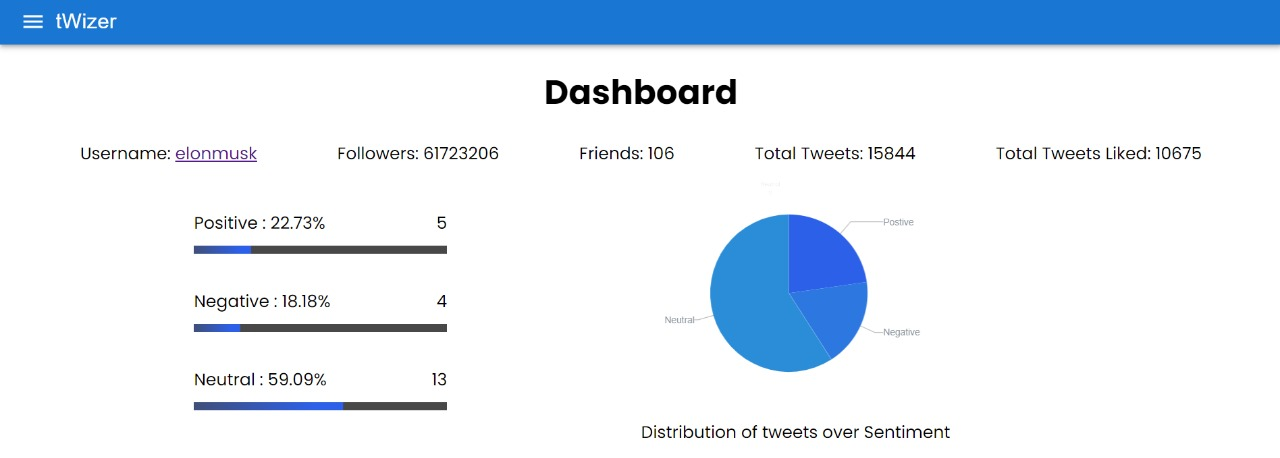 tWizer
Dashboard
Username: elonmusk Followers: 61723206 Friends: 106 Total Tweets: 15844 Total Tweets Liked: 10675
Positive : 22.73% 5
Negative : 18.18% 4
Neutral : 59.09% 13
Postive
Neutral
Negative
Distribution of tweets over Sentiment